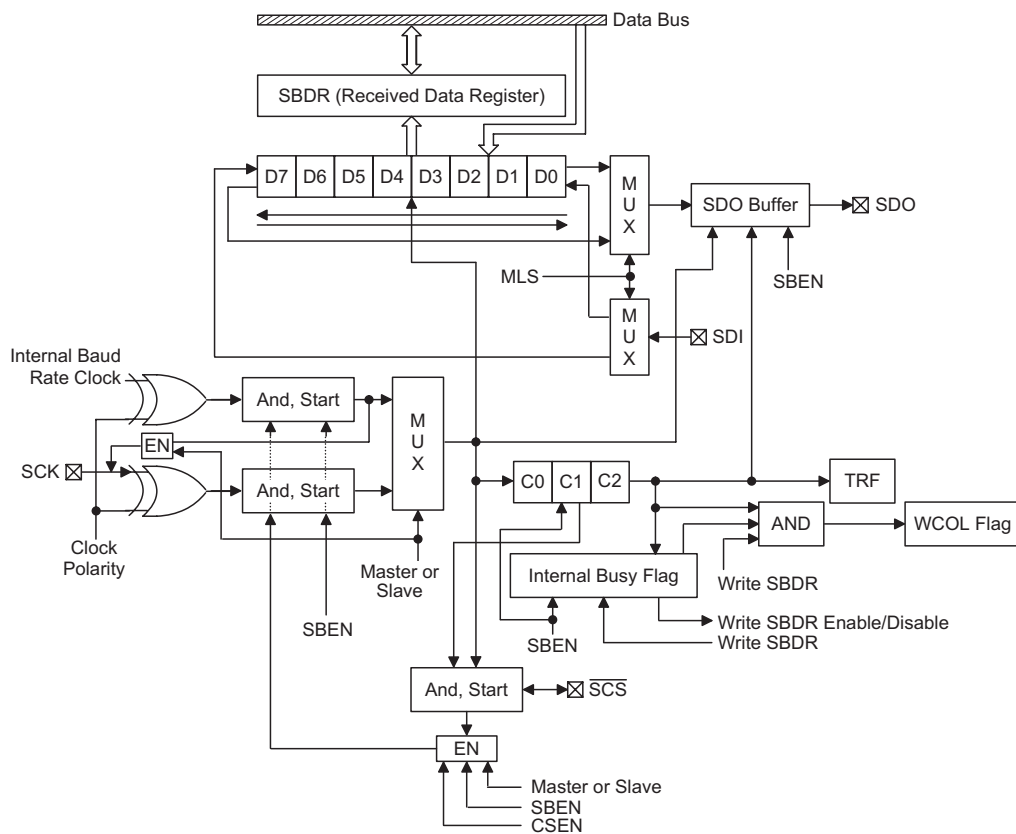 Data Bus
SBDR (Received Data Register)
D7 D6 D5 D4 D3 D2 D1 D0
M
U
X
SDO Buffer
SDO
MLS
SBEN
M
U
X
SDI
Internal Baud
Rate Clock
And, Start
M
U
X
EN
SCK
And, Start
C0 C1 C2
TRF
AND
WCOL Flag
Clock
Polarity
Master or
Slave
Internal Busy Flag
Write SBDR
SBEN
SBEN
Write SBDR Enable/Disable
Write SBDR
And, Start
SCS
EN
Master or Slave
SBEN
CSEN